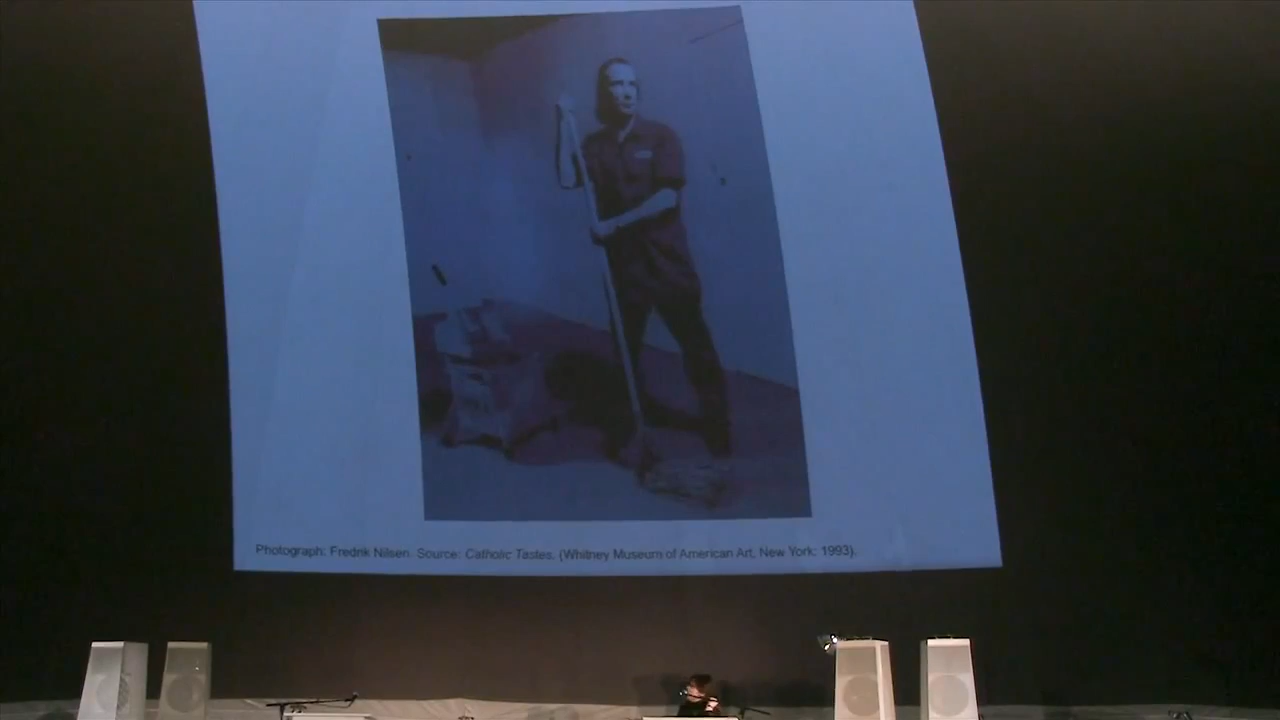 Photograph: Fredrik Nilsen. Source: Catholic Tastes. (Whitney Museum of American Art, New York: 1993).